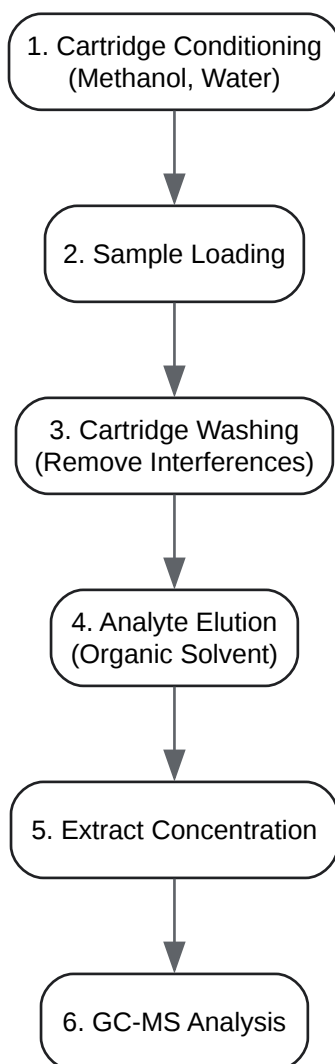 1. Cartridge Conditioning
(Methanol, Water)
2. Sample Loading
3. Cartridge Washing
(Remove Interferences)
4. Analyte Elution
(Organic Solvent)
5. Extract Concentration
6. GC-MS Analysis